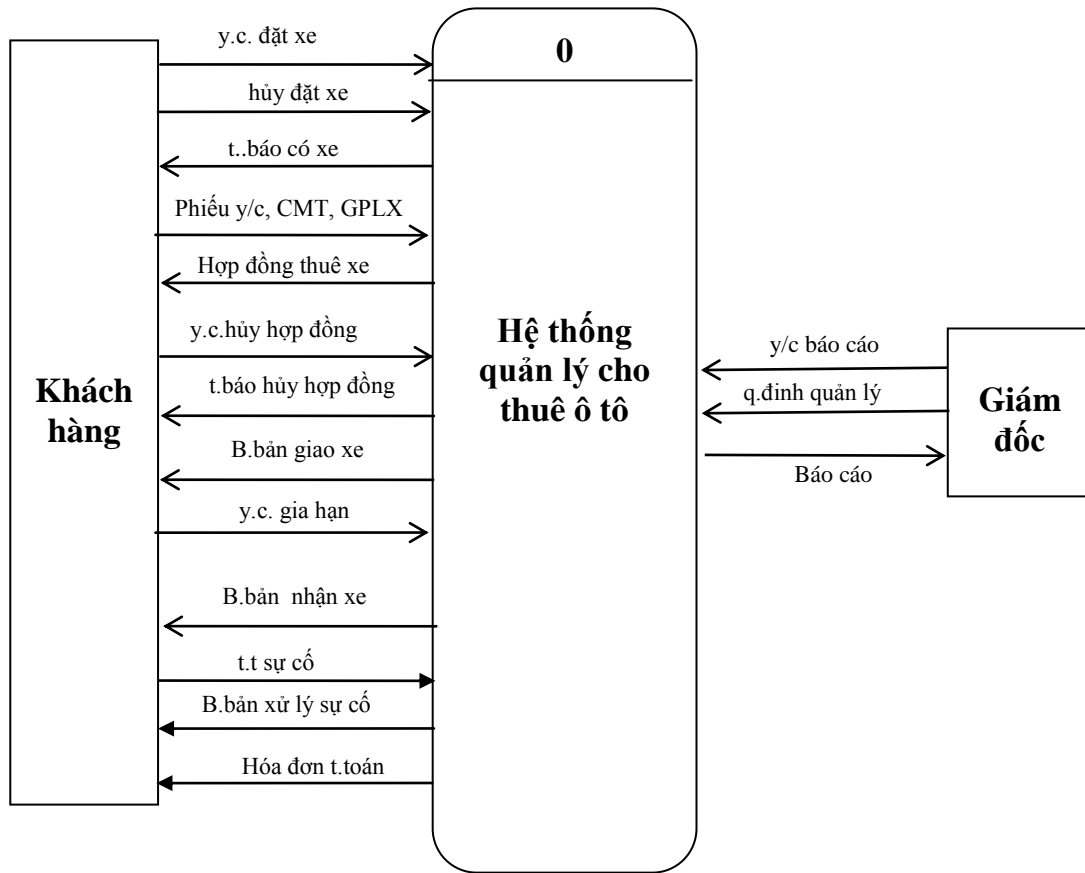 y.c. đặt xe
hủy đặt xe
t..báo có xe
Phiếu y/c, CMT, GPLX
Hợp đồng thuê xe
y.c.hủy hợp đồng
t.báo hủy hợp đồng
B.bản giao xe
y.c. gia hạn
B.bản nhận xe
t.t sự cố
B.bản xử lý sự cố
Hóa đơn t.toán
Khách
hàng
0
Hệ thống
quản lý cho
thuê ô tô
y/c báo cáo
q.đinh quản lý
Báo cáo
Giám
đốc